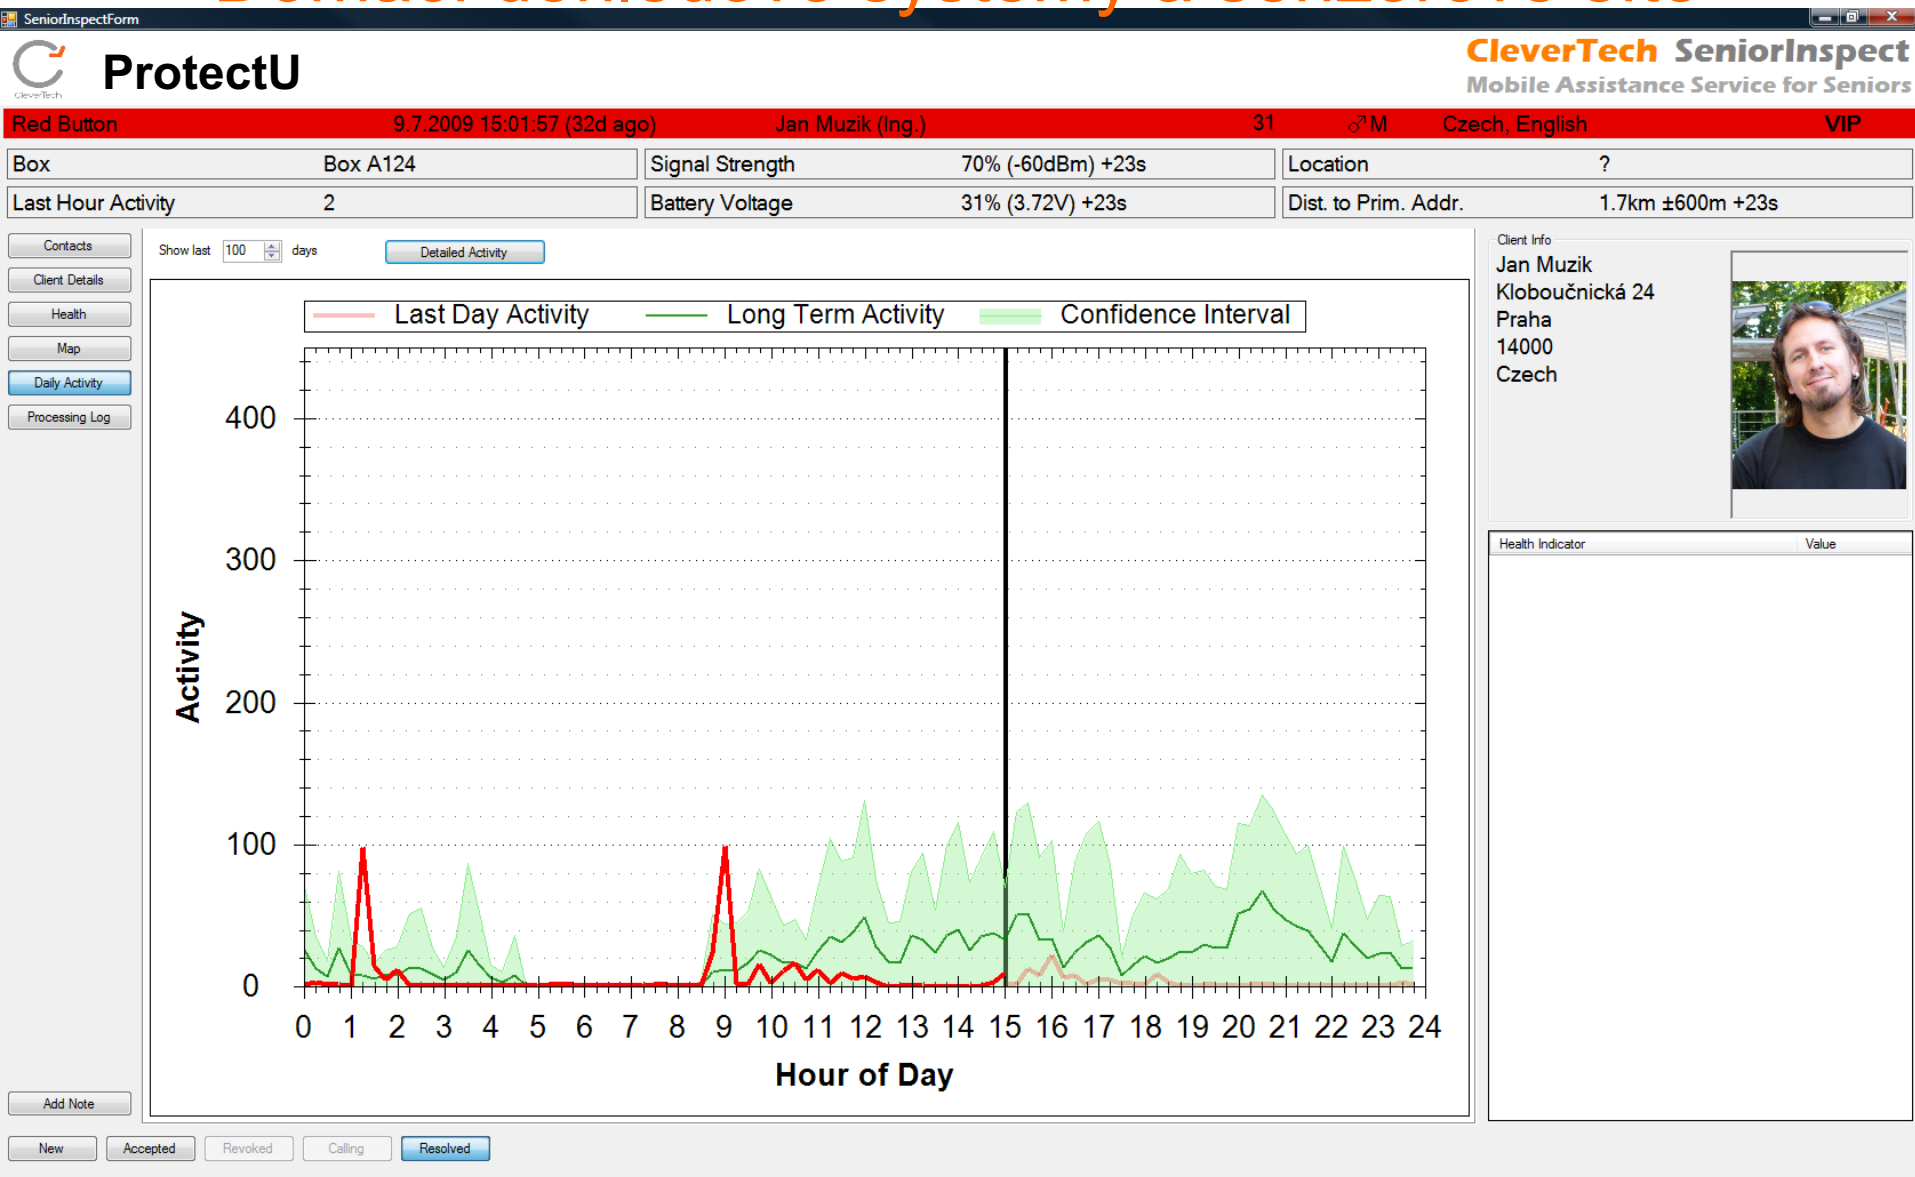 SeniorInspectForm
CleverTech
ProtectU
CleverTech SeniorInspect
Mobile Assistance Service for Seniors
Red Button 9.7.2009 15:01:57 (32d ago) Jan Muzik (Ing.) 31 ♂M Czech, English VIP
Box Box A124 Signal Strength 70% (-60dBm) +23s Location ?
Last Hour Activity 2 Battery Voltage 31% (3.72V) +23s Dist. to Prim. Addr. 1.7km ±600m +23s
Contacts
Client Details
Health
Map
Daily Activity
Processing Log
Add Note
Show last 100 days Detailed Activity
Last Day Activity Long Term Activity Confidence Interval
Activity
400
300
200
100
0
0 1 2 3 4 5 6 7 8 9 10 11 12 13 14 15 16 17 18 19 20 21 22 23 24
Hour of Day
Client Info
Jan Muzik
Kloboučnická 24
Praha
14000
Czech
Health Indicator Value
New Accepted Revoked Calling Resolved